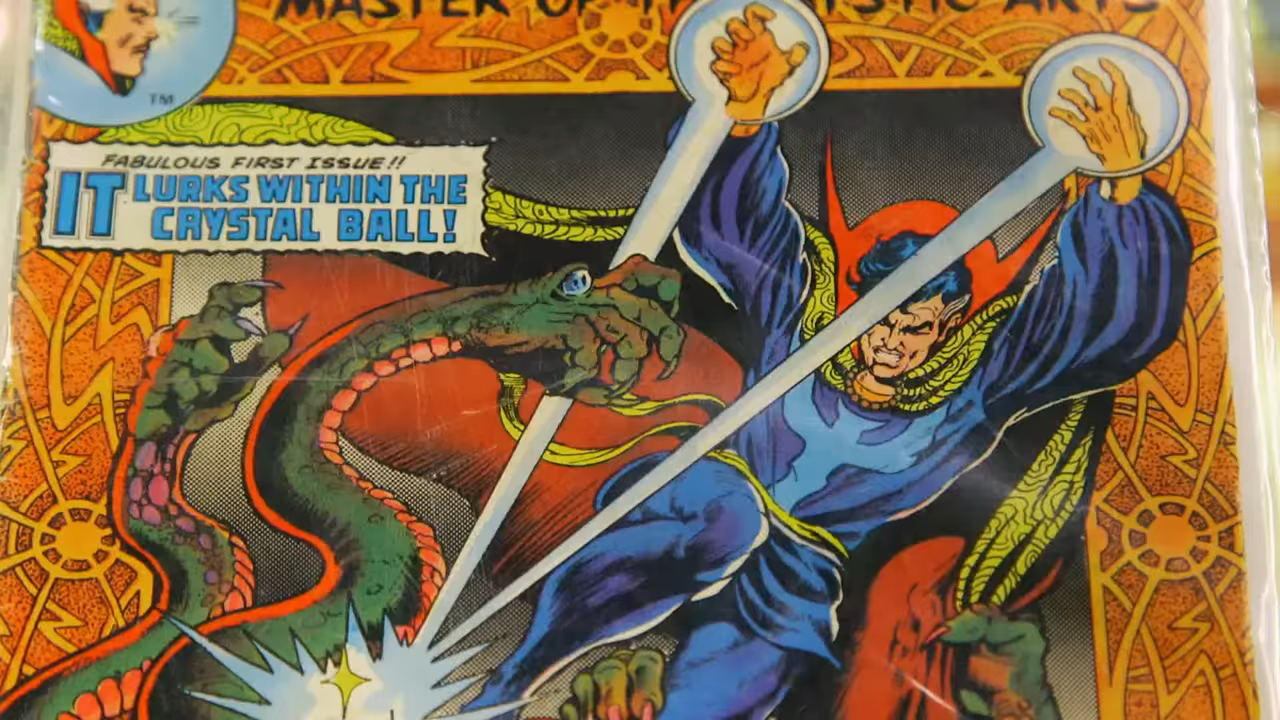 MASTER OF THE MYSTIC ARTS
TM
FABULOUS FIRST ISSUE!!
IT LURKS WITHIN THE
CRYSTAL BALL!